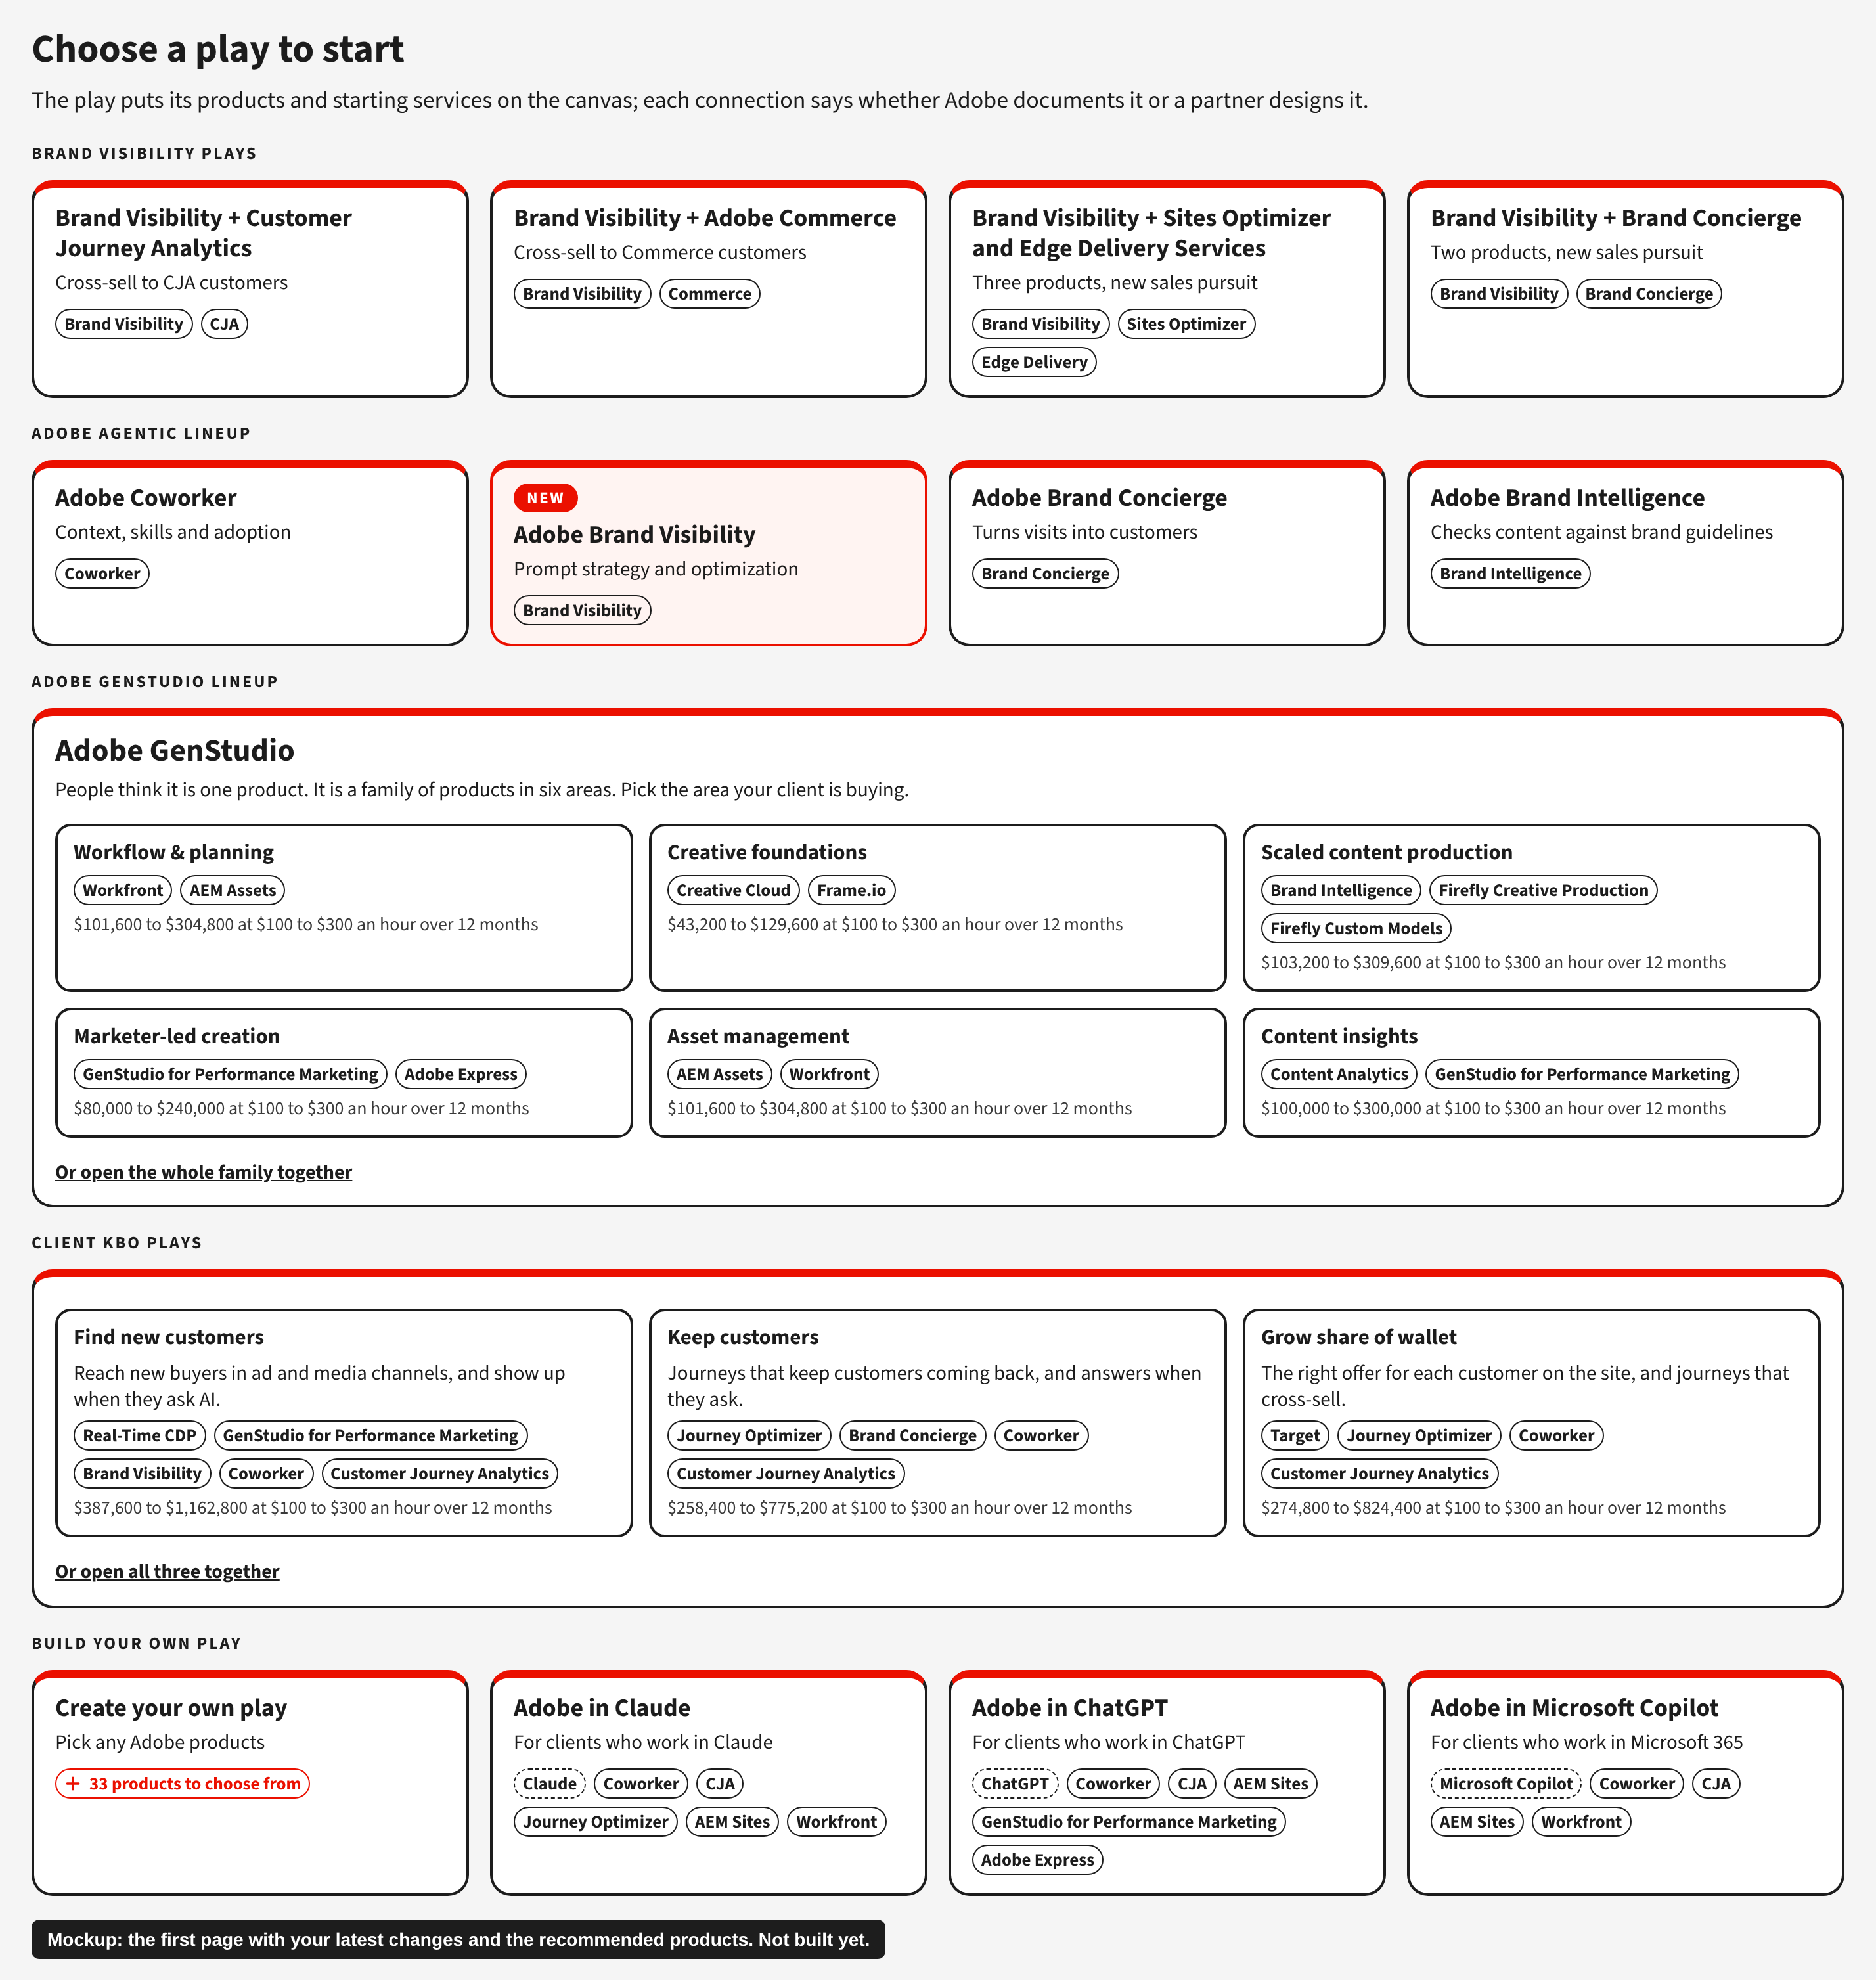 Choose a play to start
The play puts its products and starting services on the canvas; each connection says whether Adobe documents it or a partner designs it.
BRAND VISIBILITY PLAYS
Brand Visibility + Customer
Journey Analytics
Cross-sell to CJA customers
Brand Visibility CJA
Brand Visibility + Adobe Commerce
Cross-sell to Commerce customers
Brand Visibility Commerce
Brand Visibility + Sites Optimizer
and Edge Delivery Services
Three products, new sales pursuit
Brand Visibility Sites Optimizer
Edge Delivery
Brand Visibility + Brand Concierge
Two products, new sales pursuit
Brand Visibility Brand Concierge
ADOBE AGENTIC LINEUP
Adobe Coworker
Context, skills and adoption
Coworker
NEW
Adobe Brand Visibility
Prompt strategy and optimization
Brand Visibility
Adobe Brand Concierge
Turns visits into customers
Brand Concierge
Adobe Brand Intelligence
Checks content against brand guidelines
Brand Intelligence
ADOBE GENSTUDIO LINEUP
Adobe GenStudio
People think it is one product. It is a family of products in six areas. Pick the area your client is buying.
Workflow & planning
Workfront AEM Assets
$101,600 to $304,800 at $100 to $300 an hour over 12 months
Creative foundations
Creative Cloud Frame.io
$43,200 to $129,600 at $100 to $300 an hour over 12 months
Scaled content production
Brand Intelligence Firefly Creative Production
Firefly Custom Models
$103,200 to $309,600 at $100 to $300 an hour over 12 months
Marketer-led creation
GenStudio for Performance Marketing Adobe Express
$80,000 to $240,000 at $100 to $300 an hour over 12 months
Asset management
AEM Assets Workfront
$101,600 to $304,800 at $100 to $300 an hour over 12 months
Content insights
Content Analytics GenStudio for Performance Marketing
$100,000 to $300,000 at $100 to $300 an hour over 12 months
Or open the whole family together
CLIENT KBO PLAYS
Find new customers
Reach new buyers in ad and media channels, and show up
when they ask AI.
Real-Time CDP GenStudio for Performance Marketing
Brand Visibility Coworker Customer Journey Analytics
$387,600 to $1,162,800 at $100 to $300 an hour over 12 months
Keep customers
Journeys that keep customers coming back, and answers when
they ask.
Journey Optimizer Brand Concierge Coworker
Customer Journey Analytics
$258,400 to $775,200 at $100 to $300 an hour over 12 months
Grow share of wallet
The right offer for each customer on the site, and journeys that
cross-sell.
Target Journey Optimizer Coworker
Customer Journey Analytics
$274,800 to $824,400 at $100 to $300 an hour over 12 months
Or open all three together
BUILD YOUR OWN PLAY
Create your own play
Pick any Adobe products
+ 33 products to choose from
Adobe in Claude
For clients who work in Claude
Claude Coworker CJA
Journey Optimizer AEM Sites Workfront
Adobe in ChatGPT
For clients who work in ChatGPT
ChatGPT Coworker CJA AEM Sites
GenStudio for Performance Marketing
Adobe Express
Adobe in Microsoft Copilot
For clients who work in Microsoft 365
Microsoft Copilot Coworker CJA
AEM Sites Workfront
Mockup: the first page with your latest changes and the recommended products. Not built yet.